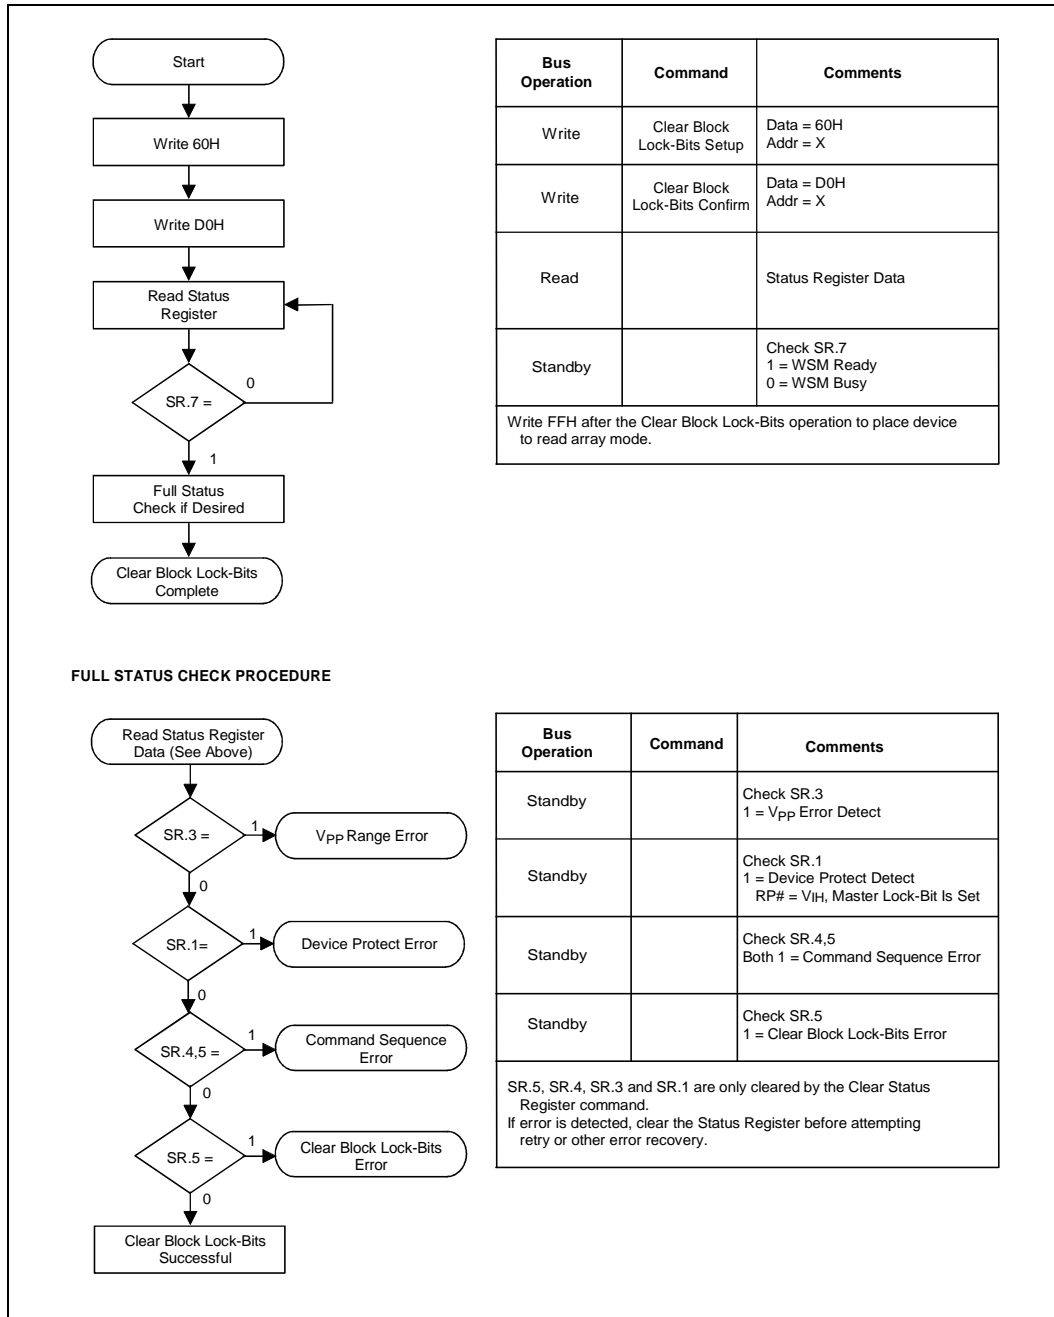 Start
Write 60H
Write D0H
Read Status
Register
0
SR.7 =
1
Full Status
Check if Desired
Clear Block Lock-Bits
Complete
Bus
Operation
Command
Comments
Write
Clear Block
Lock-Bits Setup
Data = 60H
Addr = X
Write
Clear Block
Lock-Bits Confirm
Data = D0H
Addr = X
Read
Status Register Data
Standby
Check SR.7
1 = WSM Ready
0 = WSM Busy
Write FFH after the Clear Block Lock-Bits operation to place device
to read array mode.
FULL STATUS CHECK PROCEDURE
Read Status Register
Data (See Above)
SR.3 =
1
VPP Range Error
0
SR.1=
1
Device Protect Error
0
SR.4,5 =
1
Command Sequence
Error
0
SR.5 =
1
Clear Block Lock-Bits
Error
0
Clear Block Lock-Bits
Successful
Bus
Operation
Command
Comments
Standby
Check SR.3
1 = VPP Error Detect
Standby
Check SR.1
1 = Device Protect Detect
RP# = VIH, Master Lock-Bit Is Set
Standby
Check SR.4,5
Both 1 = Command Sequence Error
Standby
Check SR.5
1 = Clear Block Lock-Bits Error
SR.5, SR.4, SR.3 and SR.1 are only cleared by the Clear Status
Register command.
If error is detected, clear the Status Register before attempting
retry or other error recovery.